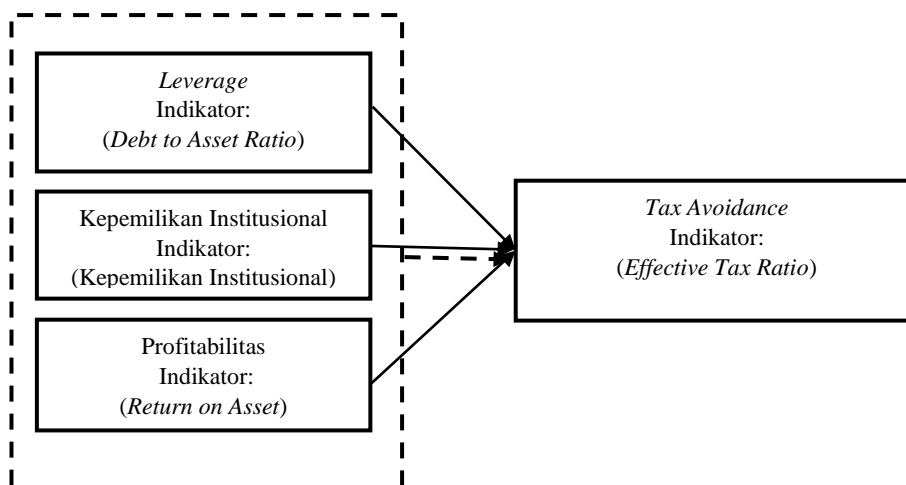 Leverage
Indikator:
(Debt to Asset Ratio)
Kepemilikan Institusional
Indikator:
(Kepemilikan Institusional)
Profitabilitas
Indikator:
(Return on Asset)
Tax Avoidance
Indikator:
(Effective Tax Ratio)